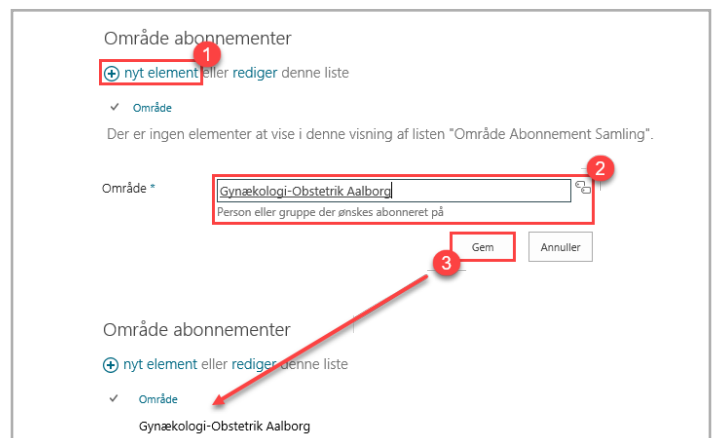 Område abonnementer
1
nyt element eller rediger denne liste
Område
Der er ingen elementer at vise i denne visning af listen "Område Abonnement Samling".
2
Område * Gynækologi-Obstetrik Aalborg
Person eller gruppe der ønskes abonneret på
Gem Annuller
3
Område abonnementer
nyt element eller rediger denne liste
Område
Gynækologi-Obstetrik Aalborg